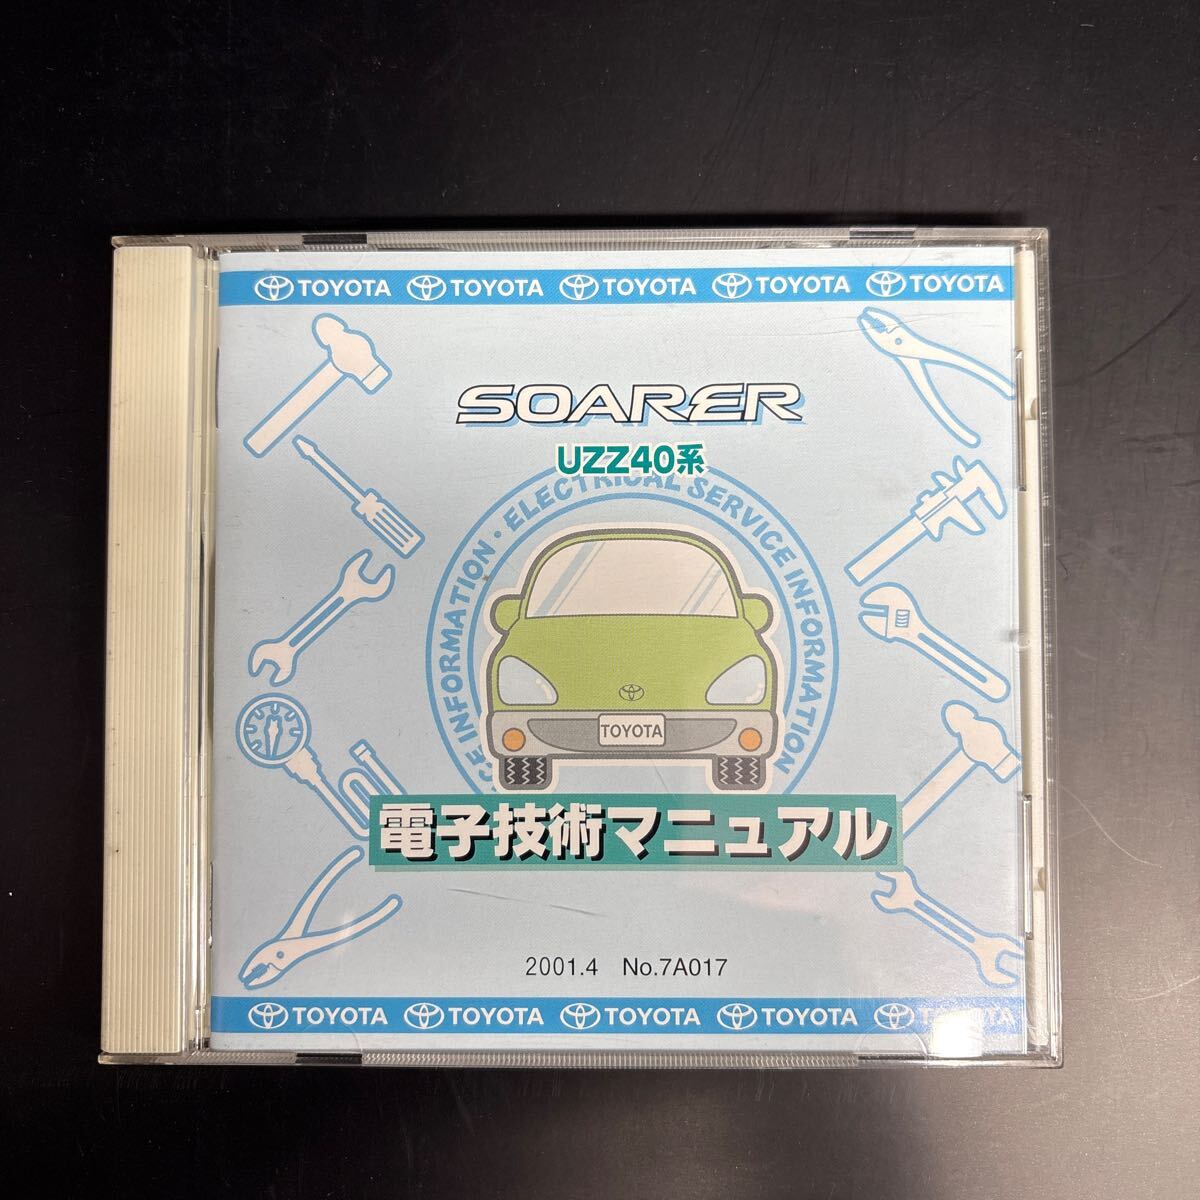 TOYOTA TOYOTA TOYOTA TOYOTA TOYOTA
SOARER
UZZ40系
CE INFORMATION・ELECTRICAL SERVICE INFORMATION
TOYOTA
電子技術マニュアル
2001.4 No.7A017
TOYOTA TOYOTA TOYOTA TOYOTA TOYOTA